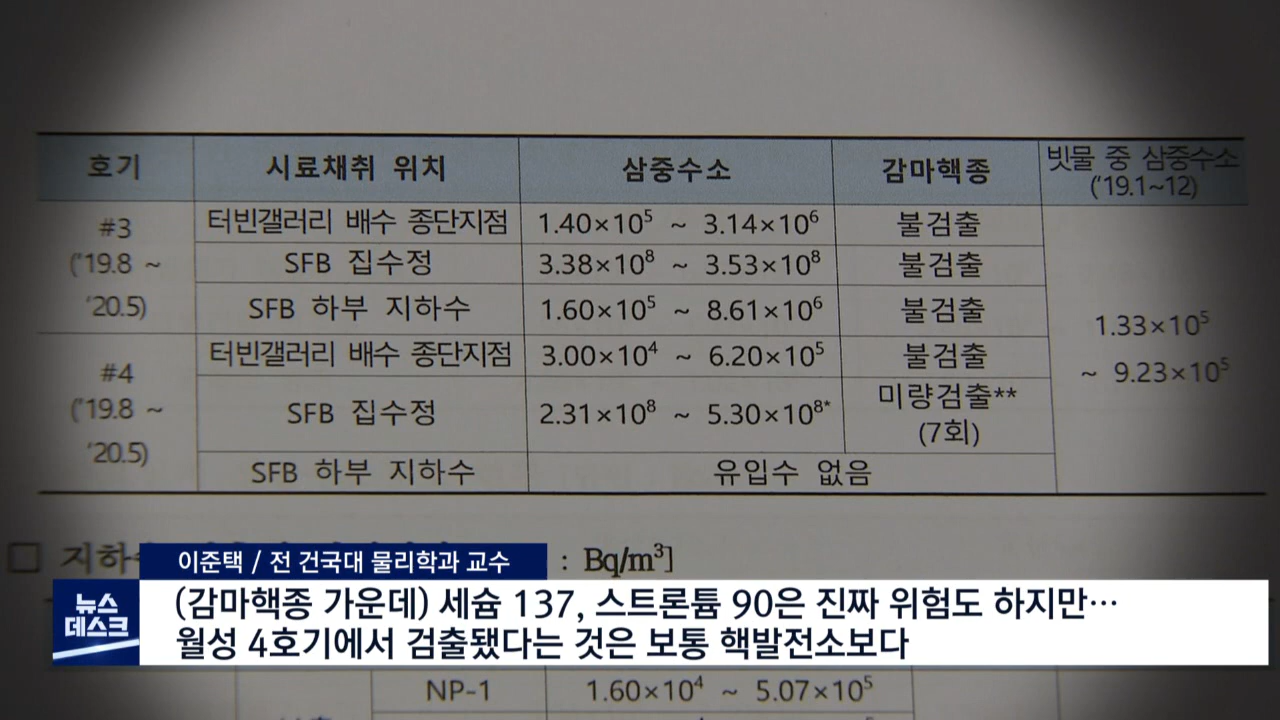 호기 시료채취 위치 삼중수소 감마핵종 빗물 중 삼중수소
('19.1~12)
#3
('19.8 ~
'20.5)
터빈갤러리 배수 종단지점 1.40×10⁵ ~ 3.14×10⁶ 불검출
SFB 집수정 3.38×10⁸ ~ 3.53×10⁸ 불검출
SFB 하부 지하수 1.60×10⁵ ~ 8.61×10⁶ 불검출
#4
('19.8 ~
'20.5)
터빈갤러리 배수 종단지점 3.00×10⁴ ~ 6.20×10⁵ 불검출
SFB 집수정 2.31×10⁸ ~ 5.30×10⁸* 미량검출**
(7회)
SFB 하부 지하수 유입수 없음
1.33×10⁵
~ 9.23×10⁵
□ 지하수 : Bq/m³]
이준택 / 전 건국대 물리학과 교수
뉴스
데스크
(감마핵종 가운데) 세슘 137, 스트론튬 90은 진짜 위험도 하지만…
월성 4호기에서 검출됐다는 것은 보통 핵발전소보다
NP-1 1.60×10⁴ ~ 5.07×10⁵